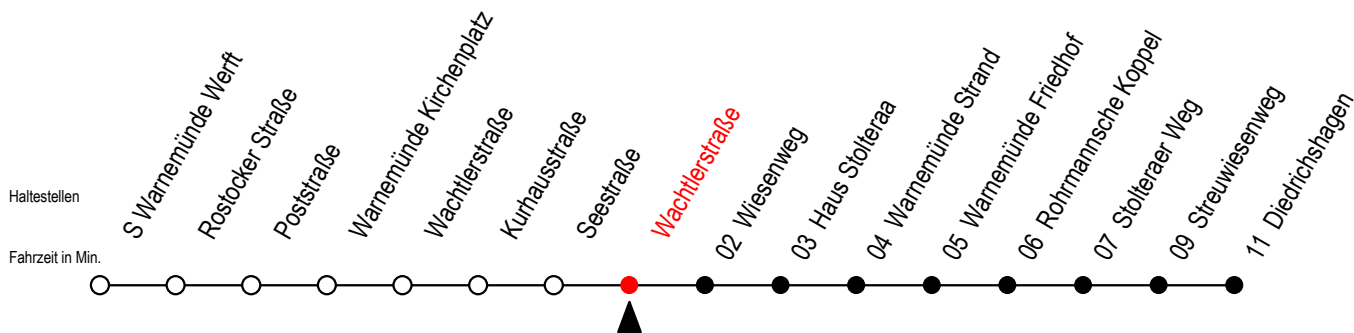 Haltestellen
Fahrzeit in Min.
S Warnemünde Werft
Rostocker Straße
Poststraße
Warnemünde Kirchenplatz
Wachtlerstraße
Kurhausstraße
Seestraße
Wachtlerstraße
02 Wiesenweg
03 Haus Stolteraa
04 Warnemünde Strand
05 Warnemünde Friedhof
06 Rohrmannsche Koppel
07 Stolteraer Weg
09 Streuwiesenweg
11 Diedrichshagen